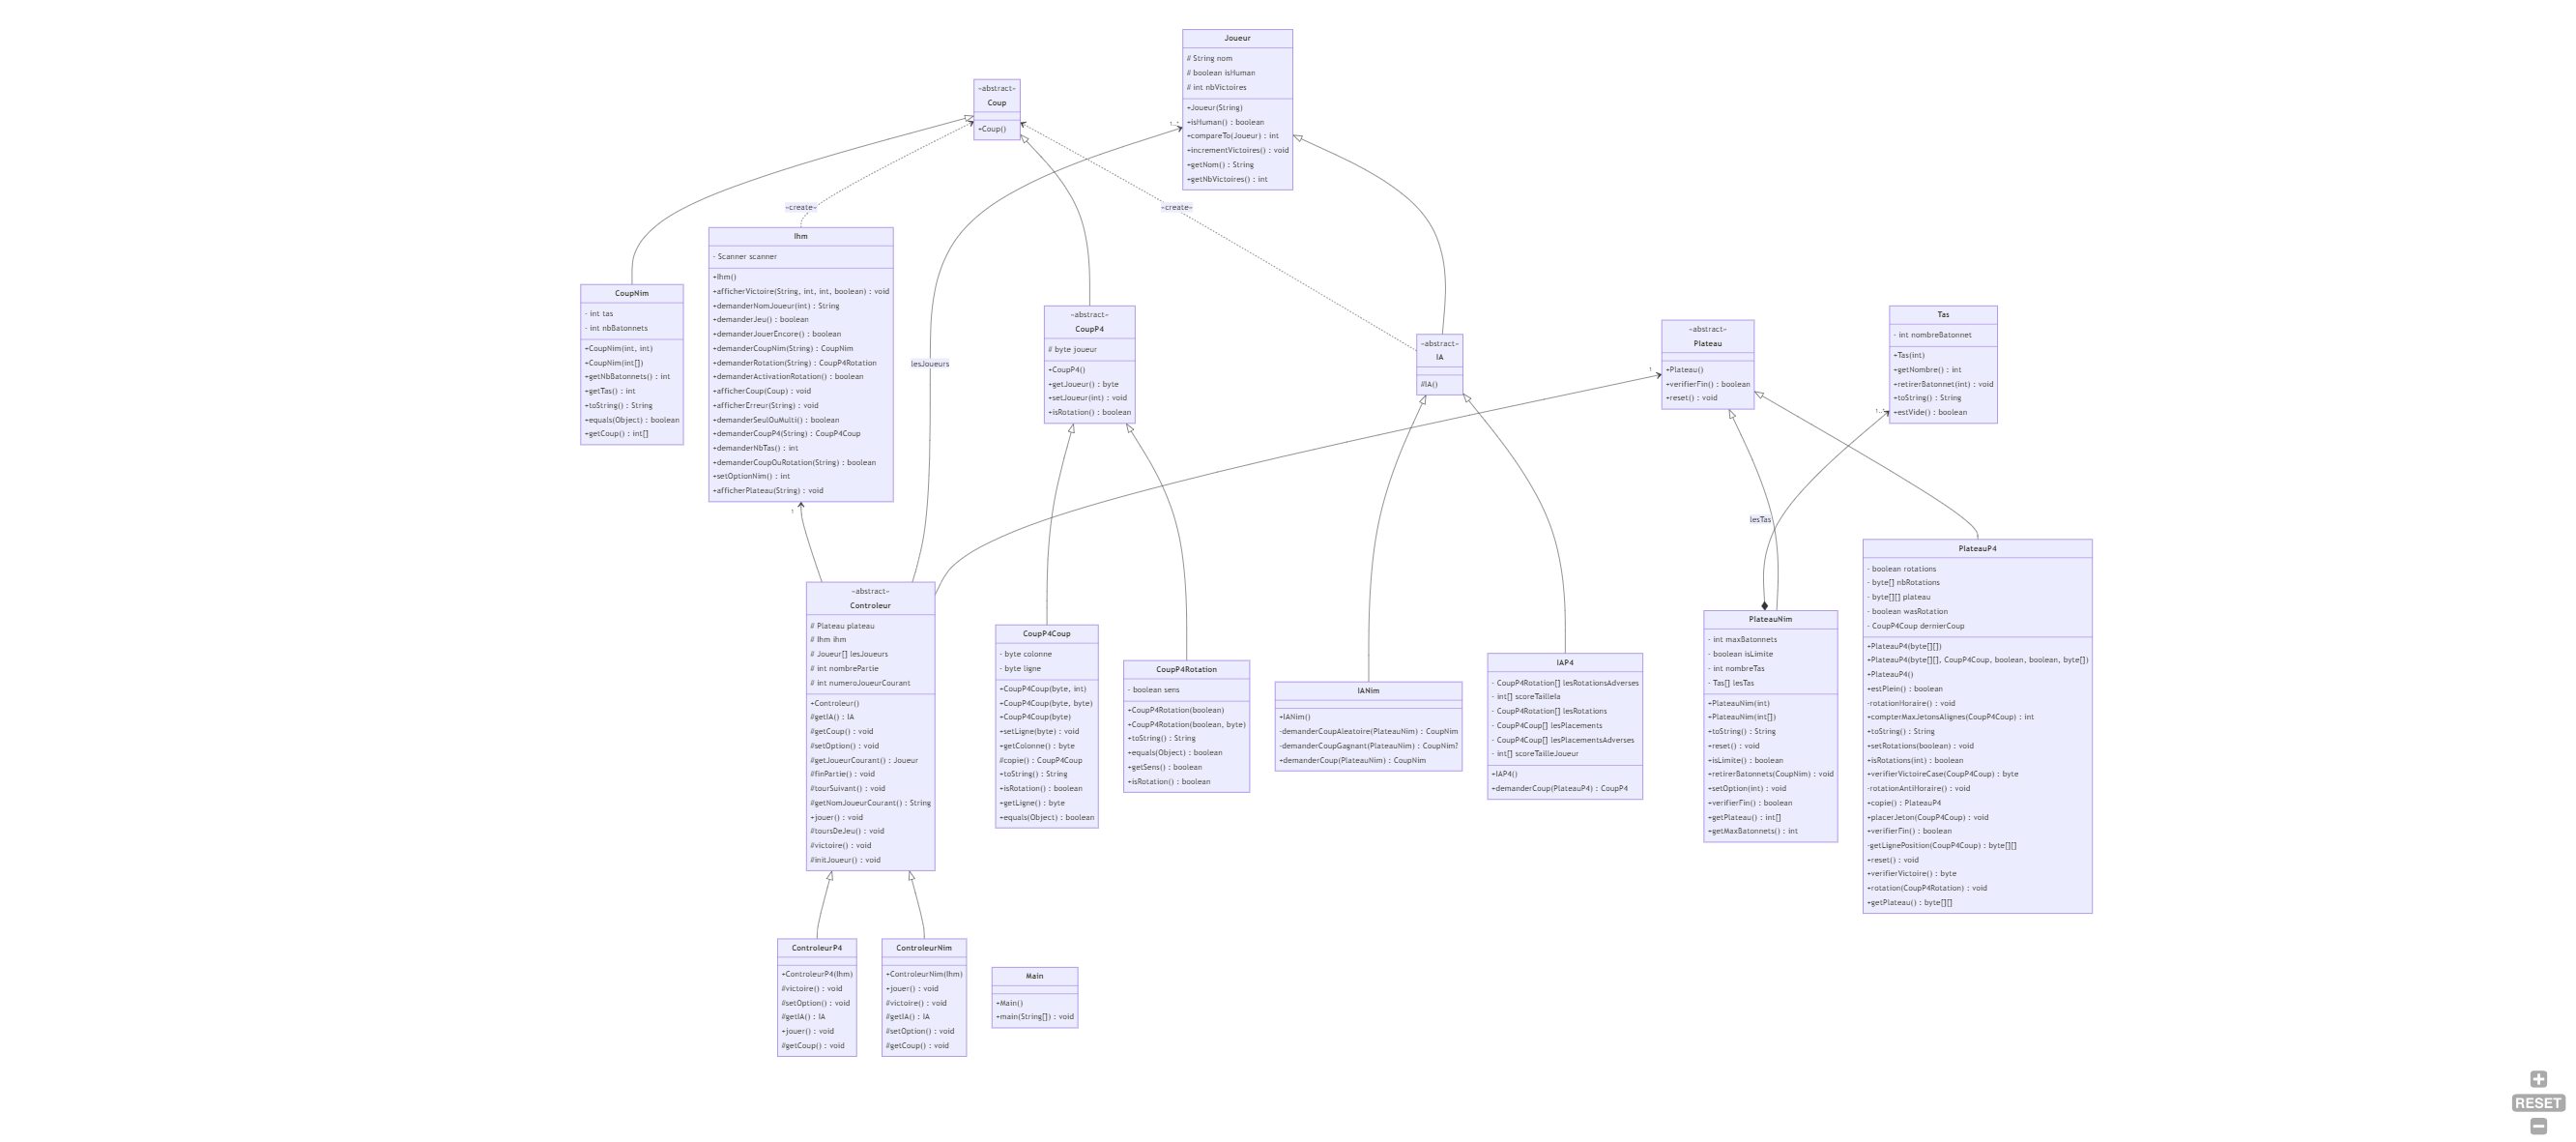 Joueur
# String nom
# boolean isHuman
# int nbVictoires
+Joueur(String)
+isHuman() : boolean
+compareTo(Joueur) : int
+incrementVictoires() : void
+getNom() : String
+getNbVictoires() : int
«abstract»
Coup
+Coup()
1..*
«create»
«create»
Ihm
- Scanner scanner
+Ihm()
+afficherVictoire(String, int, int, boolean) : void
+demanderNomJoueur(int) : String
+demanderJeu() : boolean
+demanderJouerEncore() : boolean
+demanderCoupNim(String) : CoupNim
+demanderRotation(String) : CoupP4Rotation
+demanderActivationRotation() : boolean
+afficherCoup(Coup) : void
+afficherErreur(String) : void
+demanderSeulOuMulti() : boolean
+demanderCoupP4(String) : CoupP4Coup
+demanderNbTas() : int
+demanderCoupOuRotation(String) : boolean
+setOptionNim() : int
+afficherPlateau(String) : void
CoupNim
- int tas
- int nbBatonnets
+CoupNim(int, int)
+CoupNim(int[])
+getNbBatonnets() : int
+getTas() : int
+toString() : String
+equals(Object) : boolean
+getCoup() : int[]
lesJoueurs
«abstract»
CoupP4
# byte joueur
+CoupP4()
+getJoueur() : byte
+setJoueur(int) : void
+isRotation() : boolean
«abstract»
IA
#IA()
1
«abstract»
Plateau
+Plateau()
+verifierFin() : boolean
+reset() : void
Tas
- int nombreBatonnet
+Tas(int)
+getNombre() : int
+retirerBatonnet(int) : void
+toString() : String
+estVide() : boolean
1..*
1
lesTas
«abstract»
Controleur
# Plateau plateau
# Ihm ihm
# Joueur[] lesJoueurs
# int nombrePartie
# int numeroJoueurCourant
+Controleur()
#getIA() : IA
#getCoup() : void
#setOption() : void
#getJoueurCourant() : Joueur
#finPartie() : void
#tourSuivant() : void
#getNomJoueurCourant() : String
+jouer() : void
#toursDeJeu() : void
#victoire() : void
#initJoueur() : void
CoupP4Coup
- byte colonne
- byte ligne
+CoupP4Coup(byte, int)
+CoupP4Coup(byte, byte)
+CoupP4Coup(byte)
+setLigne(byte) : void
+getColonne() : byte
#copie() : CoupP4Coup
+toString() : String
+isRotation() : boolean
+getLigne() : byte
+equals(Object) : boolean
CoupP4Rotation
- boolean sens
+CoupP4Rotation(boolean)
+CoupP4Rotation(boolean, byte)
+toString() : String
+equals(Object) : boolean
+getSens() : boolean
+isRotation() : boolean
IANim
+IANim()
-demanderCoupAleatoire(PlateauNim) : CoupNim
-demanderCoupGagnant(PlateauNim) : CoupNim?
+demanderCoup(PlateauNim) : CoupNim
IAP4
- CoupP4Rotation[] lesRotationsAdverses
- int[] scoreTailleIa
- CoupP4Rotation[] lesRotations
- CoupP4Coup[] lesPlacements
- CoupP4Coup[] lesPlacementsAdverses
- int[] scoreTailleJoueur
+IAP4()
+demanderCoup(PlateauP4) : CoupP4
PlateauNim
- int maxBatonnets
- boolean isLimite
- int nombreTas
- Tas[] lesTas
+PlateauNim(int)
+PlateauNim(int[])
+toString() : String
+reset() : void
+isLimite() : boolean
+retirerBatonnets(CoupNim) : void
+setOption(int) : void
+verifierFin() : boolean
+getPlateau() : int[]
+getMaxBatonnets() : int
PlateauP4
- boolean rotations
- byte[] nbRotations
- byte[][] plateau
- boolean wasRotation
- CoupP4Coup dernierCoup
+PlateauP4(byte[][])
+PlateauP4(byte[][], CoupP4Coup, boolean, boolean, byte[])
+PlateauP4()
+estPlein() : boolean
-rotationHoraire() : void
+compterMaxJetonsAlignes(CoupP4Coup) : int
+toString() : String
+setRotations(boolean) : void
+isRotations(int) : boolean
+verifierVictoireCase(CoupP4Coup) : byte
-rotationAntiHoraire() : void
+copie() : PlateauP4
+placerJeton(CoupP4Coup) : void
+verifierFin() : boolean
-getLignePosition(CoupP4Coup) : byte[][]
+reset() : void
+verifierVictoire() : byte
+rotation(CoupP4Rotation) : void
+getPlateau() : byte[][]
ControleurP4
+ControleurP4(Ihm)
#victoire() : void
#setOption() : void
#getIA() : IA
+jouer() : void
#getCoup() : void
ControleurNim
+ControleurNim(Ihm)
+jouer() : void
#victoire() : void
#getIA() : IA
#setOption() : void
#getCoup() : void
Main
+Main()
+main(String[]) : void
RESET